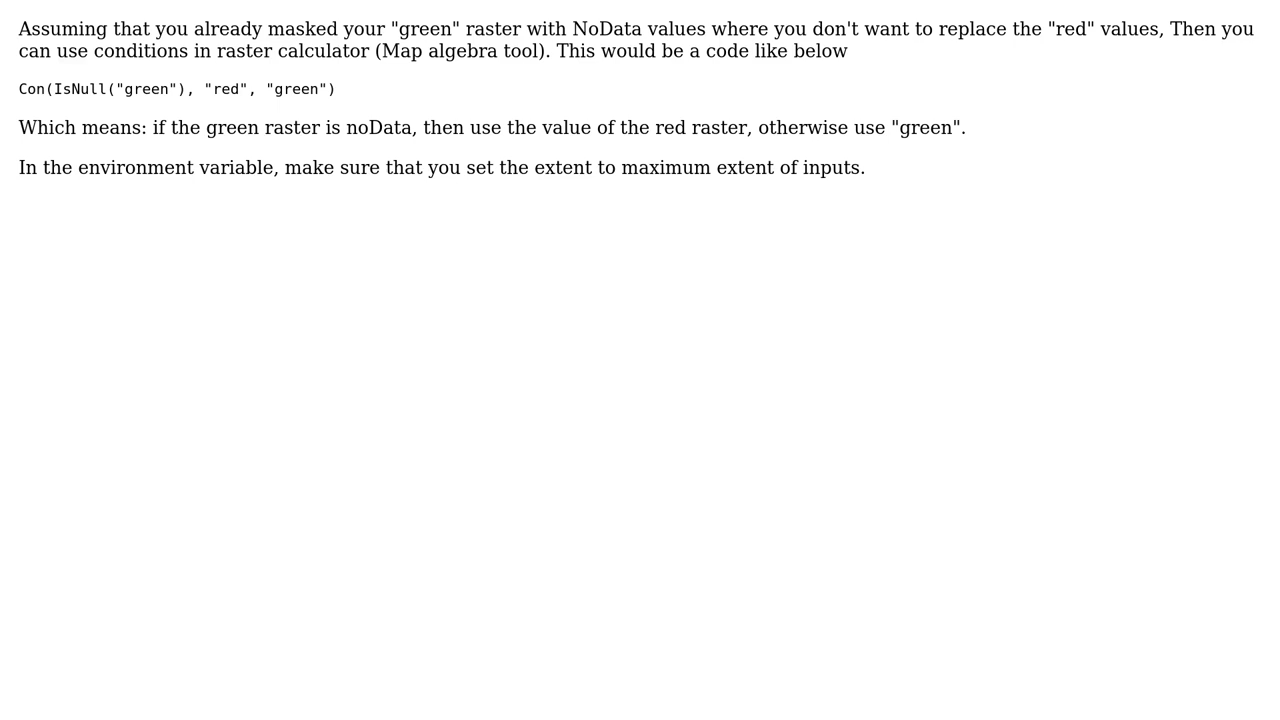 Assuming that you already masked your "green" raster with NoData values where you don't want to replace the "red" values, Then you
can use conditions in raster calculator (Map algebra tool). This would be a code like below
Con(IsNull("green"), "red", "green")
Which means: if the green raster is noData, then use the value of the red raster, otherwise use "green".
In the environment variable, make sure that you set the extent to maximum extent of inputs.